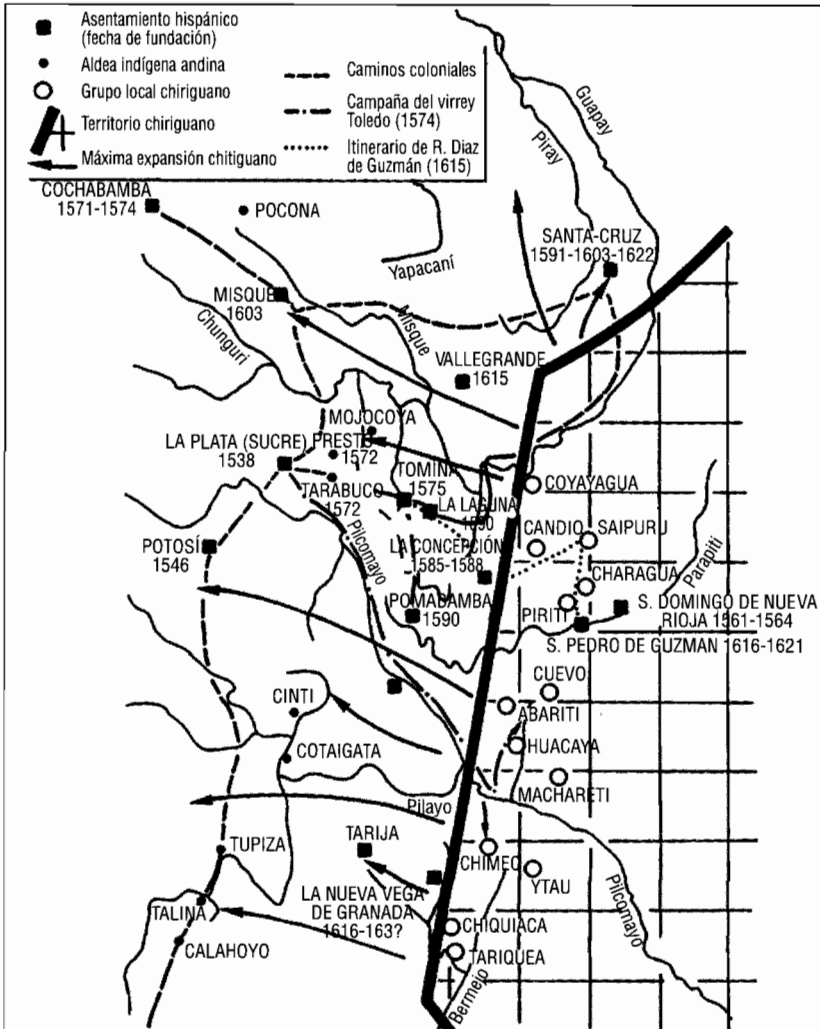 Asentamiento hispánico
(fecha de fundación)
Aldea indígena andina
Grupo local chiriguano
Territorio chiriguano
Máxima expansión chitiguano
Caminos coloniales
Campaña del virrey
Toledo (1574)
Itinerario de R. Diaz
de Guzmán (1615)
Guapay
Piray
COCHABAMBA
1571-1574
POCONA
SANTA-CRUZ
1591-1603-1622
Yapacaní
MISQUE
1603
Misque
Chunguri
VALLEGRANDE
1615
MOJOCOYA
LA PLATA (SUCRE)
1538
PRESTO
1572
TOMINA
1575
TARABUCO
1572
LA LAGUNA
1590
COYAYAGUA
CANDIO
SAIPURU
POTOSÍ
1546
Pilcomayo
LA CONCEPCIÓN
1585-1588
CHARAGUA
Parapiti
POMABAMBA
1590
PIRITI
S. DOMINGO DE NUEVA
RIOJA 1561-1564
S. PEDRO DE GUZMAN 1616-1621
CUEVO
CINTI
ABARITI
HUACAYA
COTAIGATA
MACHARETI
Pilayo
TARIJA
TUPIZA
CHIMEO
YTAU
Pilcomayo
LA NUEVA VEGA
DE GRANADA
1616-163?
TALINA
CHIQUIACA
CALAHOYO
TARIQUEA
Bermejo